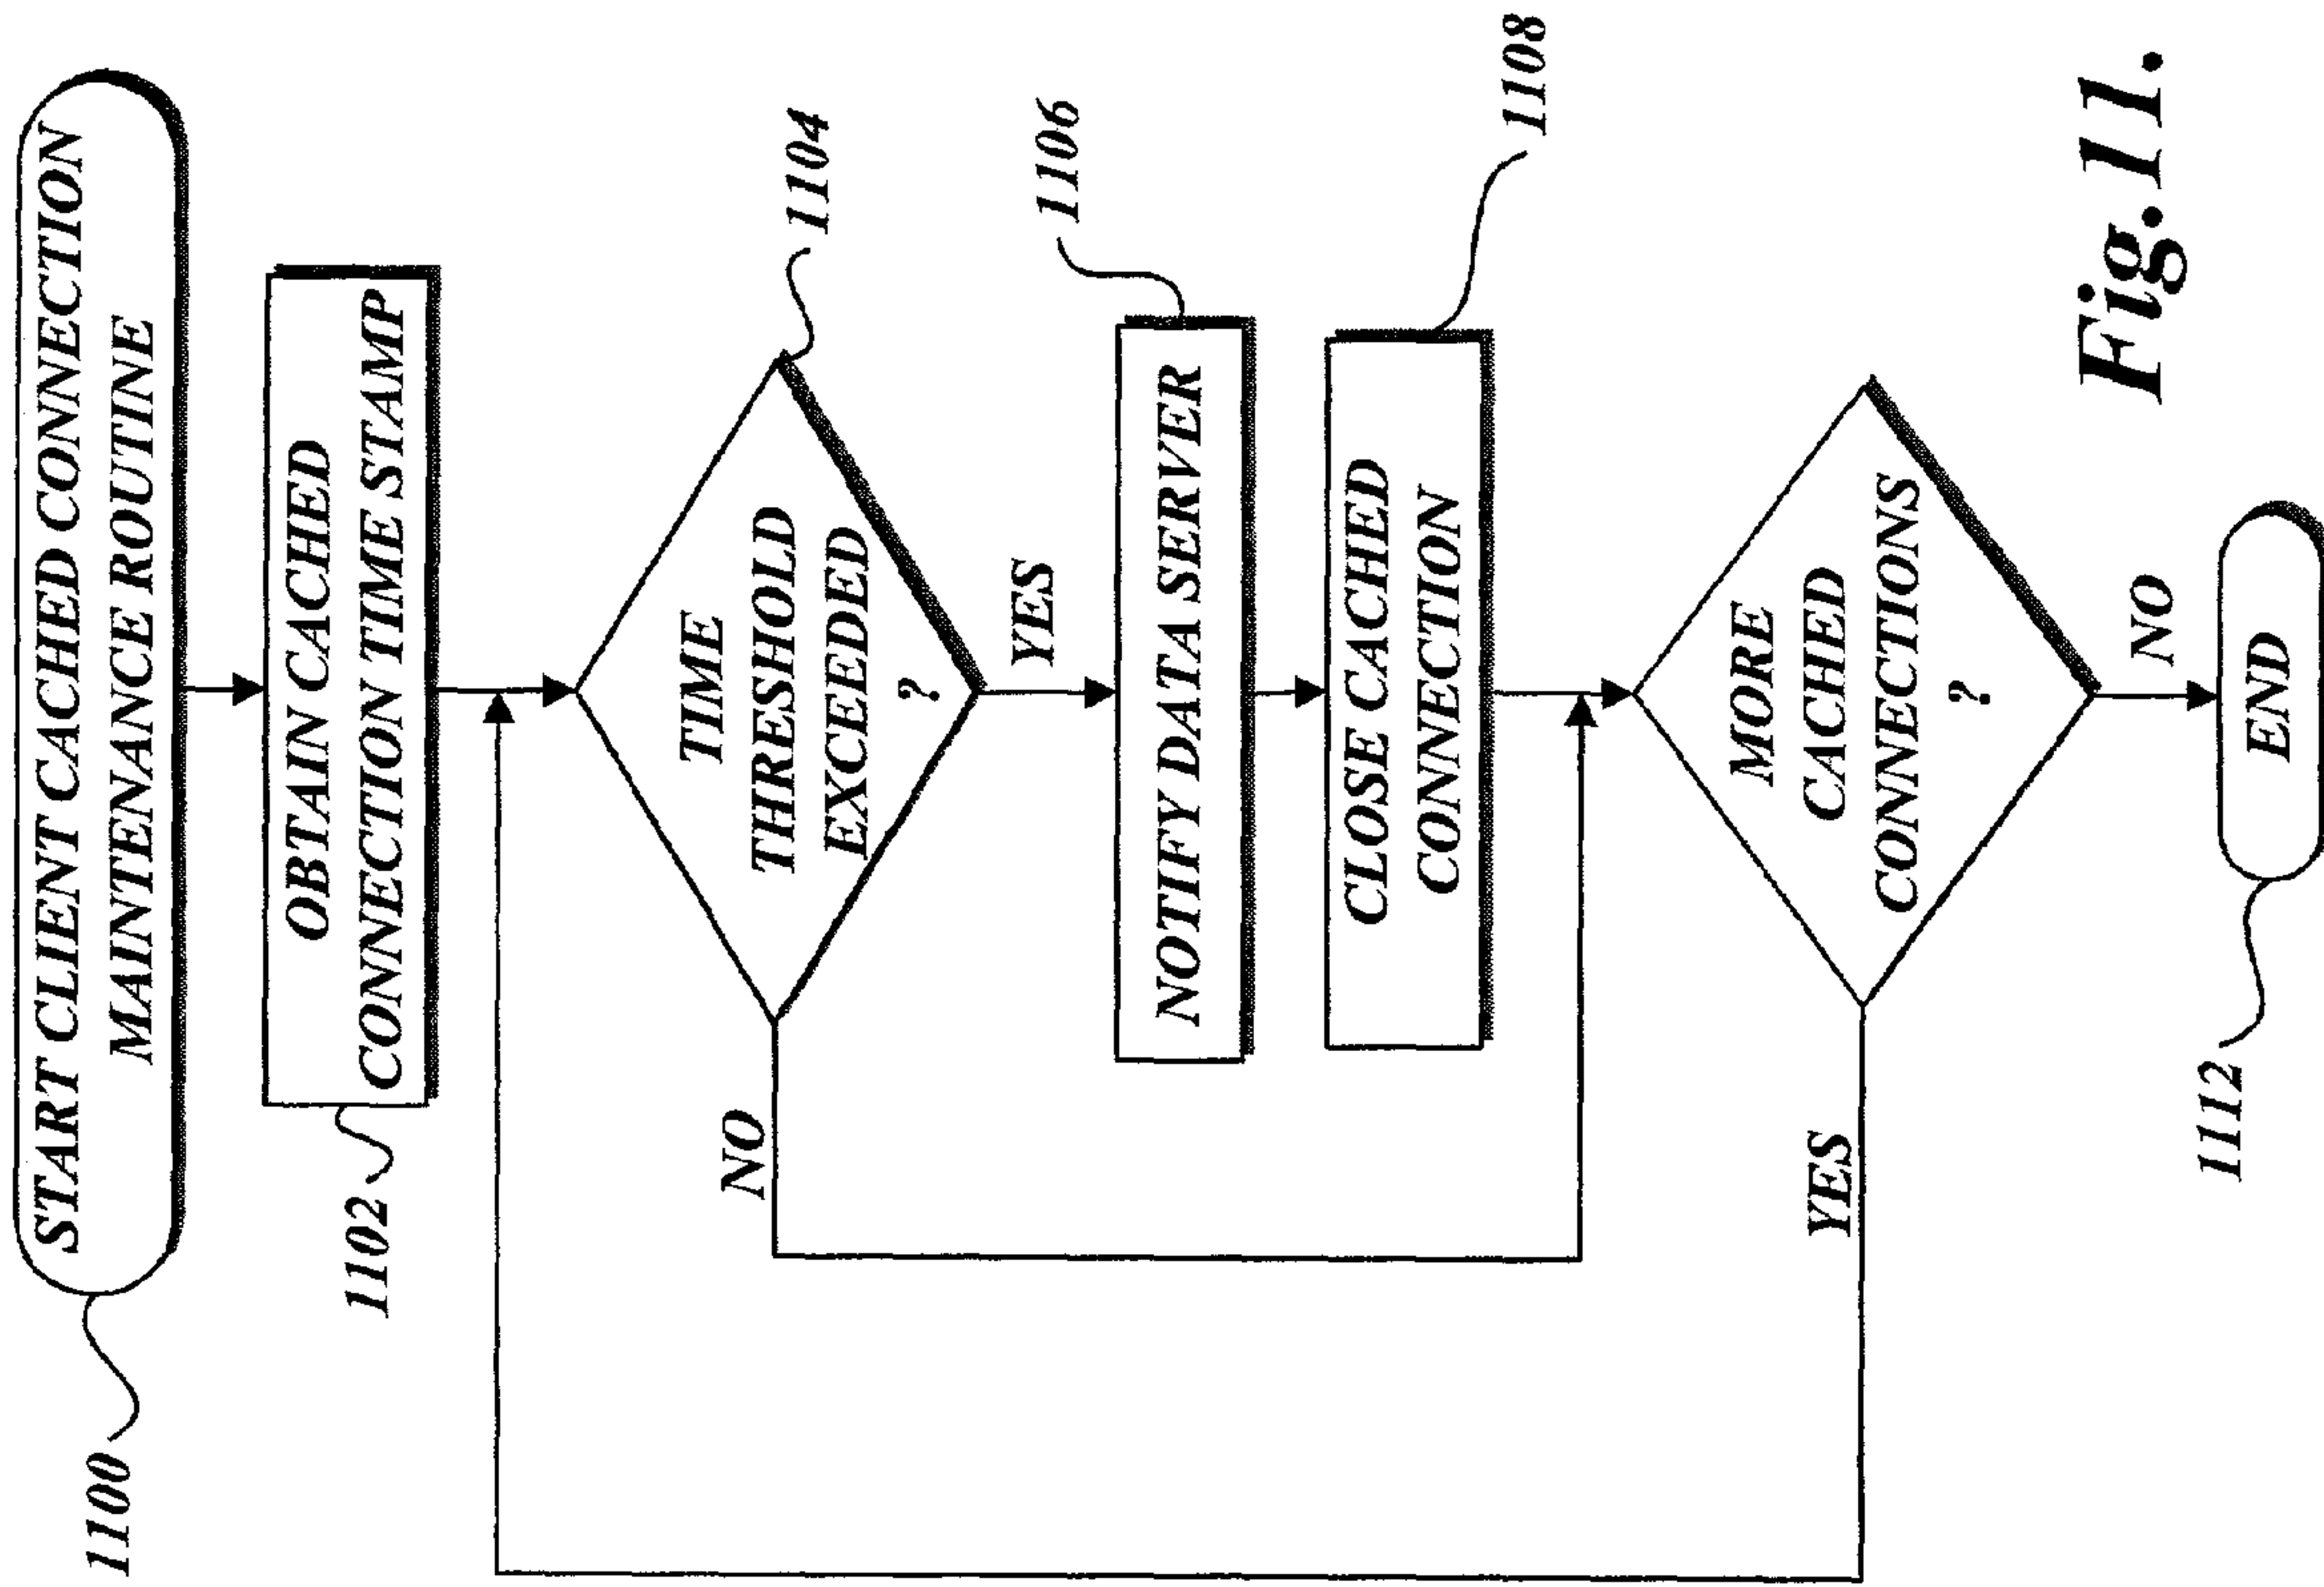 START CLIENT CACHED CONNECTION
MAINTENANCE ROUTINE
1100
OBTAIN CACHED
CONNECTION TIME STAMP
1102
TIME
THRESHOLD
EXCEEDED
?
1104
NO
YES
NOTIFY DATA SERVER
1106
CLOSE CACHED
CONNECTION
1108
MORE
CACHED
CONNECTIONS
?
YES
NO
END
1112
Fig.11.